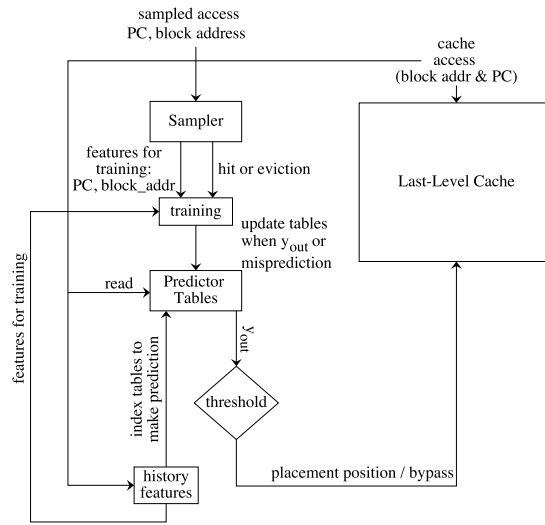 sampled access
PC, block address
cache
access
(block addr & PC)
Sampler
features for
training:
PC, block_addr
hit or eviction
Last-Level Cache
training
update tables
when yout or
misprediction
read
Predictor
Tables
features for training
index tables to
make prediction
yout
threshold
placement position / bypass
history
features